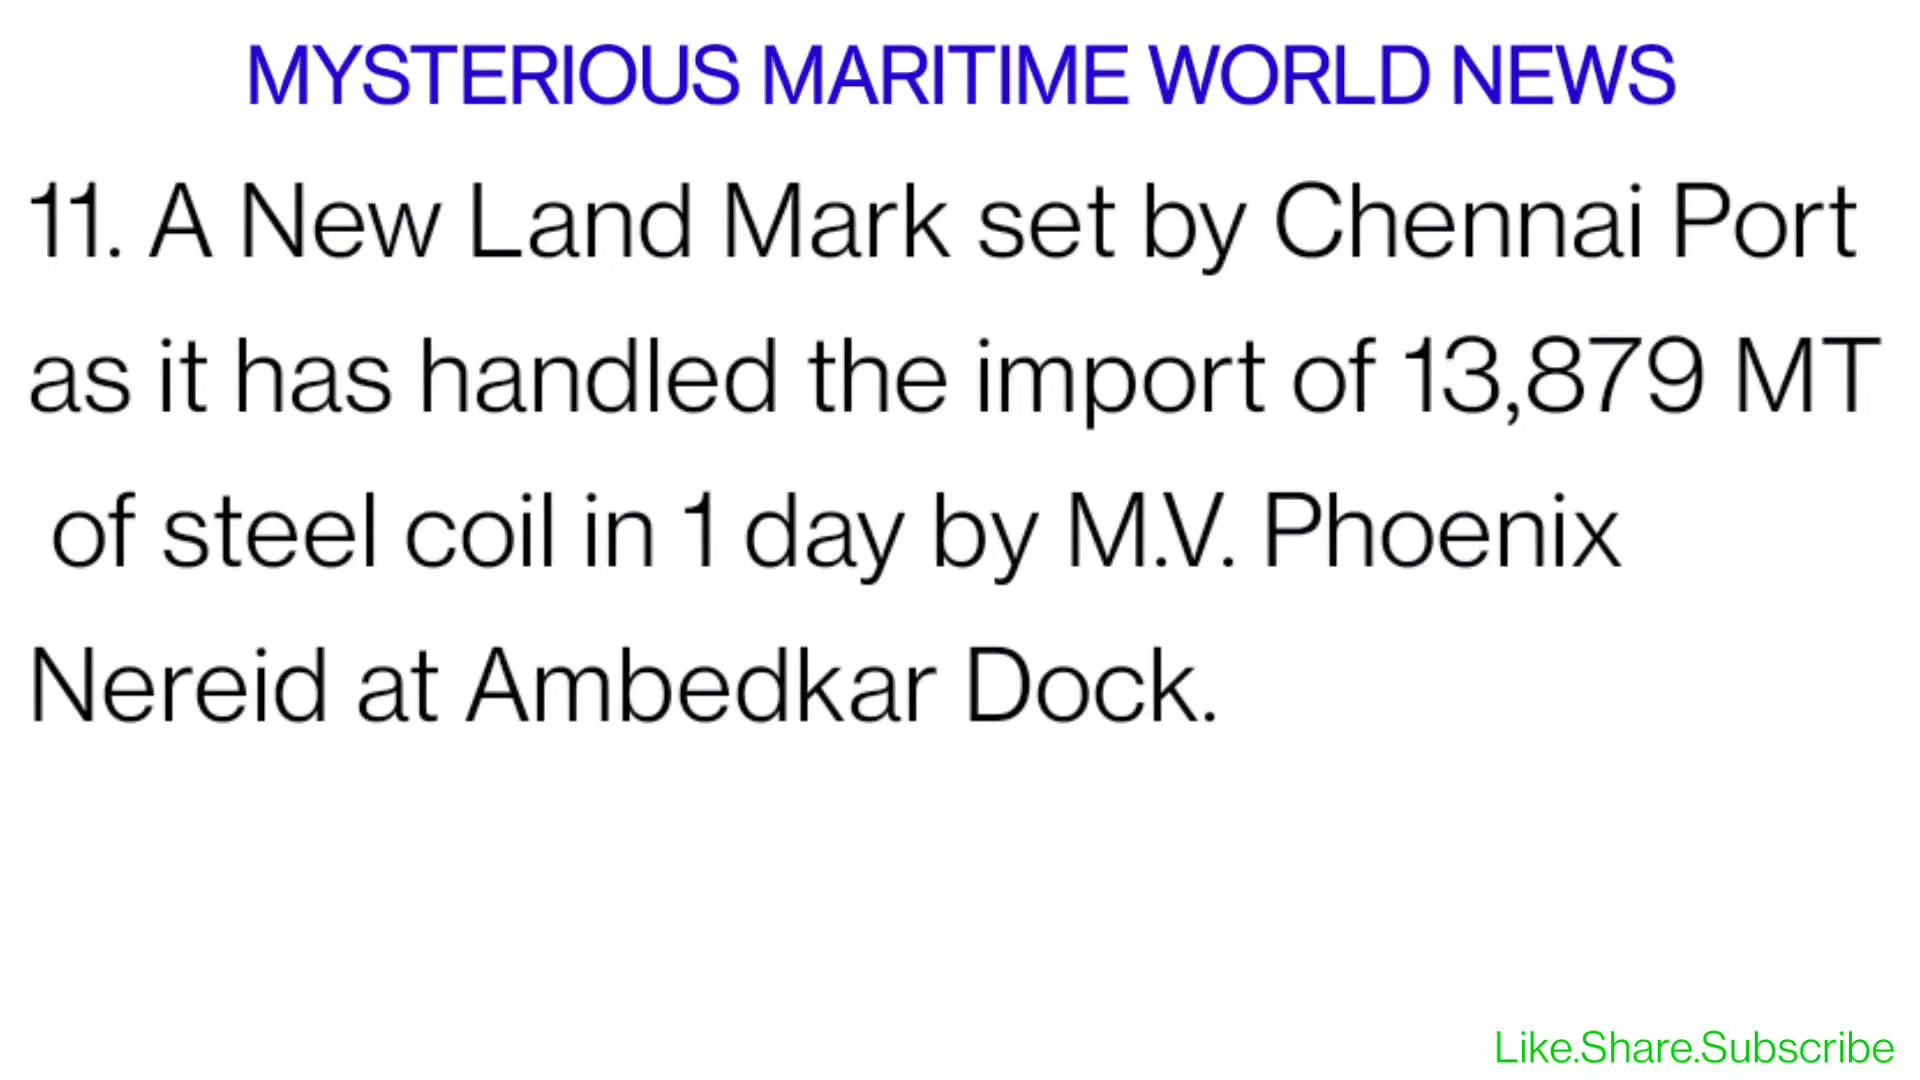 MYSTERIOUS MARITIME WORLD NEWS
11. A New Land Mark set by Chennai Port
as it has handled the import of 13,879 MT
of steel coil in 1 day by M.V. Phoenix
Nereid at Ambedkar Dock.
Like.Share.Subscribe